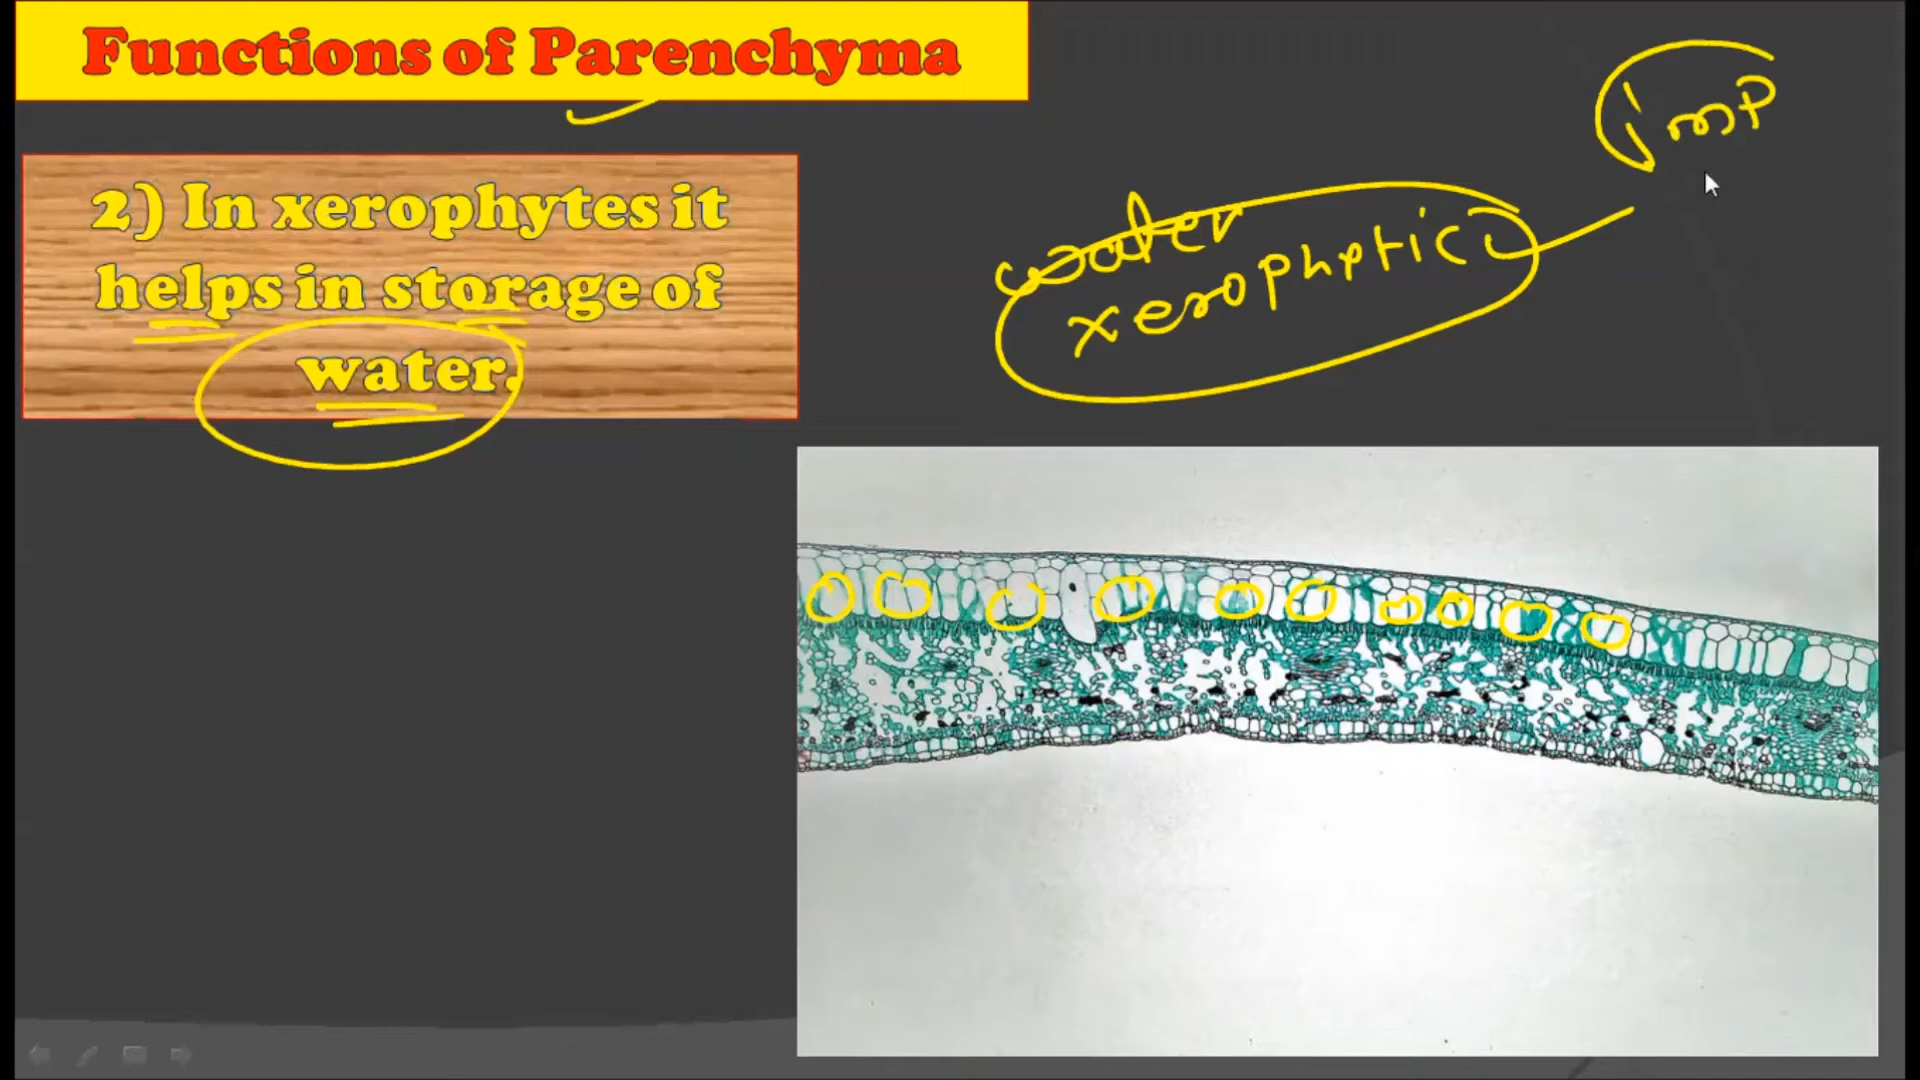 Functions of Parenchyma
2) In xerophytes it
helps in storage of
water.
water
xerophytic
imp